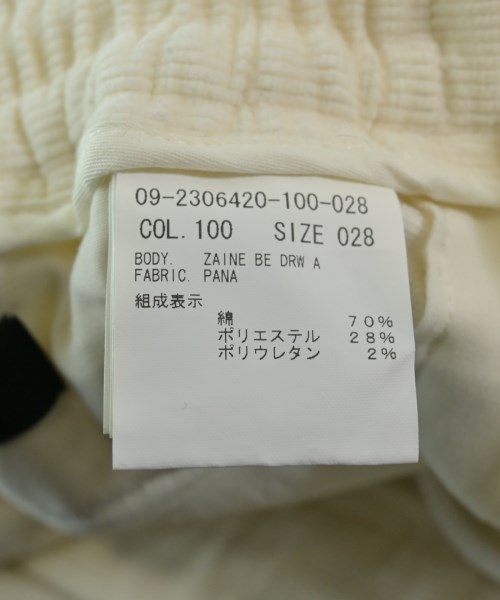 09-2306420-100-028
COL. 100 SIZE 028
BODY. ZAINE BE DRW A
FABRIC. PANA
組成表示
綿 70%
ポリエステル 28%
ポリウレタン 2%